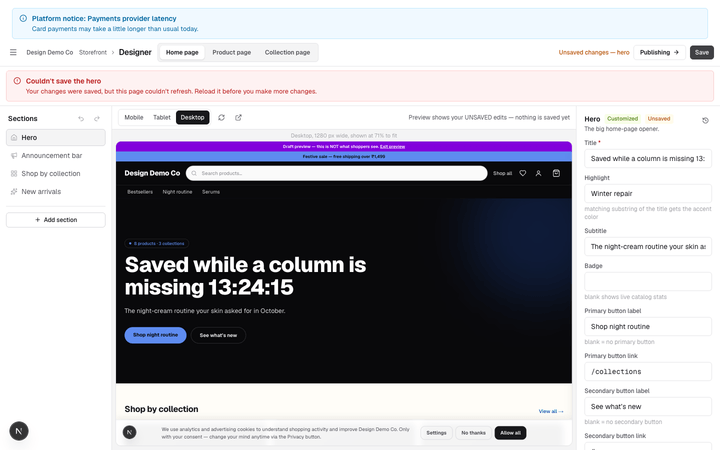 Platform notice: Payments provider latency
Card payments may take a little longer than usual today.
Design Demo Co Storefront › Designer
Home page Product page Collection page
Unsaved changes — hero Publishing → Save
Couldn't save the hero
Your changes were saved, but this page couldn't refresh. Reload it before you make more changes.
Sections
Hero
Announcement bar
Shop by collection
New arrivals
+ Add section
Mobile Tablet Desktop
Preview shows your UNSAVED edits — nothing is saved yet
Desktop, 1280 px wide, shown at 71% to fit
Draft preview — this is NOT what shoppers see. Exit preview
Festive sale — free shipping over ₹1,499
Design Demo Co Search products… Shop all
Bestsellers Night routine Serums
8 products · 3 collections
Saved while a column is
missing 13:24:15
The night-cream routine your skin asked for in October.
Shop night routine See what's new
Shop by collection View all →
N
We use analytics and advertising cookies to understand shopping activity and improve Design Demo Co. Only
with your consent — change your mind anytime via the Privacy button.
Settings No thanks Allow all
N
Hero Customized Unsaved
The big home-page opener.
Title *
Saved while a column is missing 13:
Highlight
Winter repair
matching substring of the title gets the accent
color
Subtitle
The night-cream routine your skin as
Badge
blank shows live catalog stats
Primary button label
Shop night routine
blank = no primary button
Primary button link
/collections
Secondary button label
See what's new
blank = no secondary button
Secondary button link